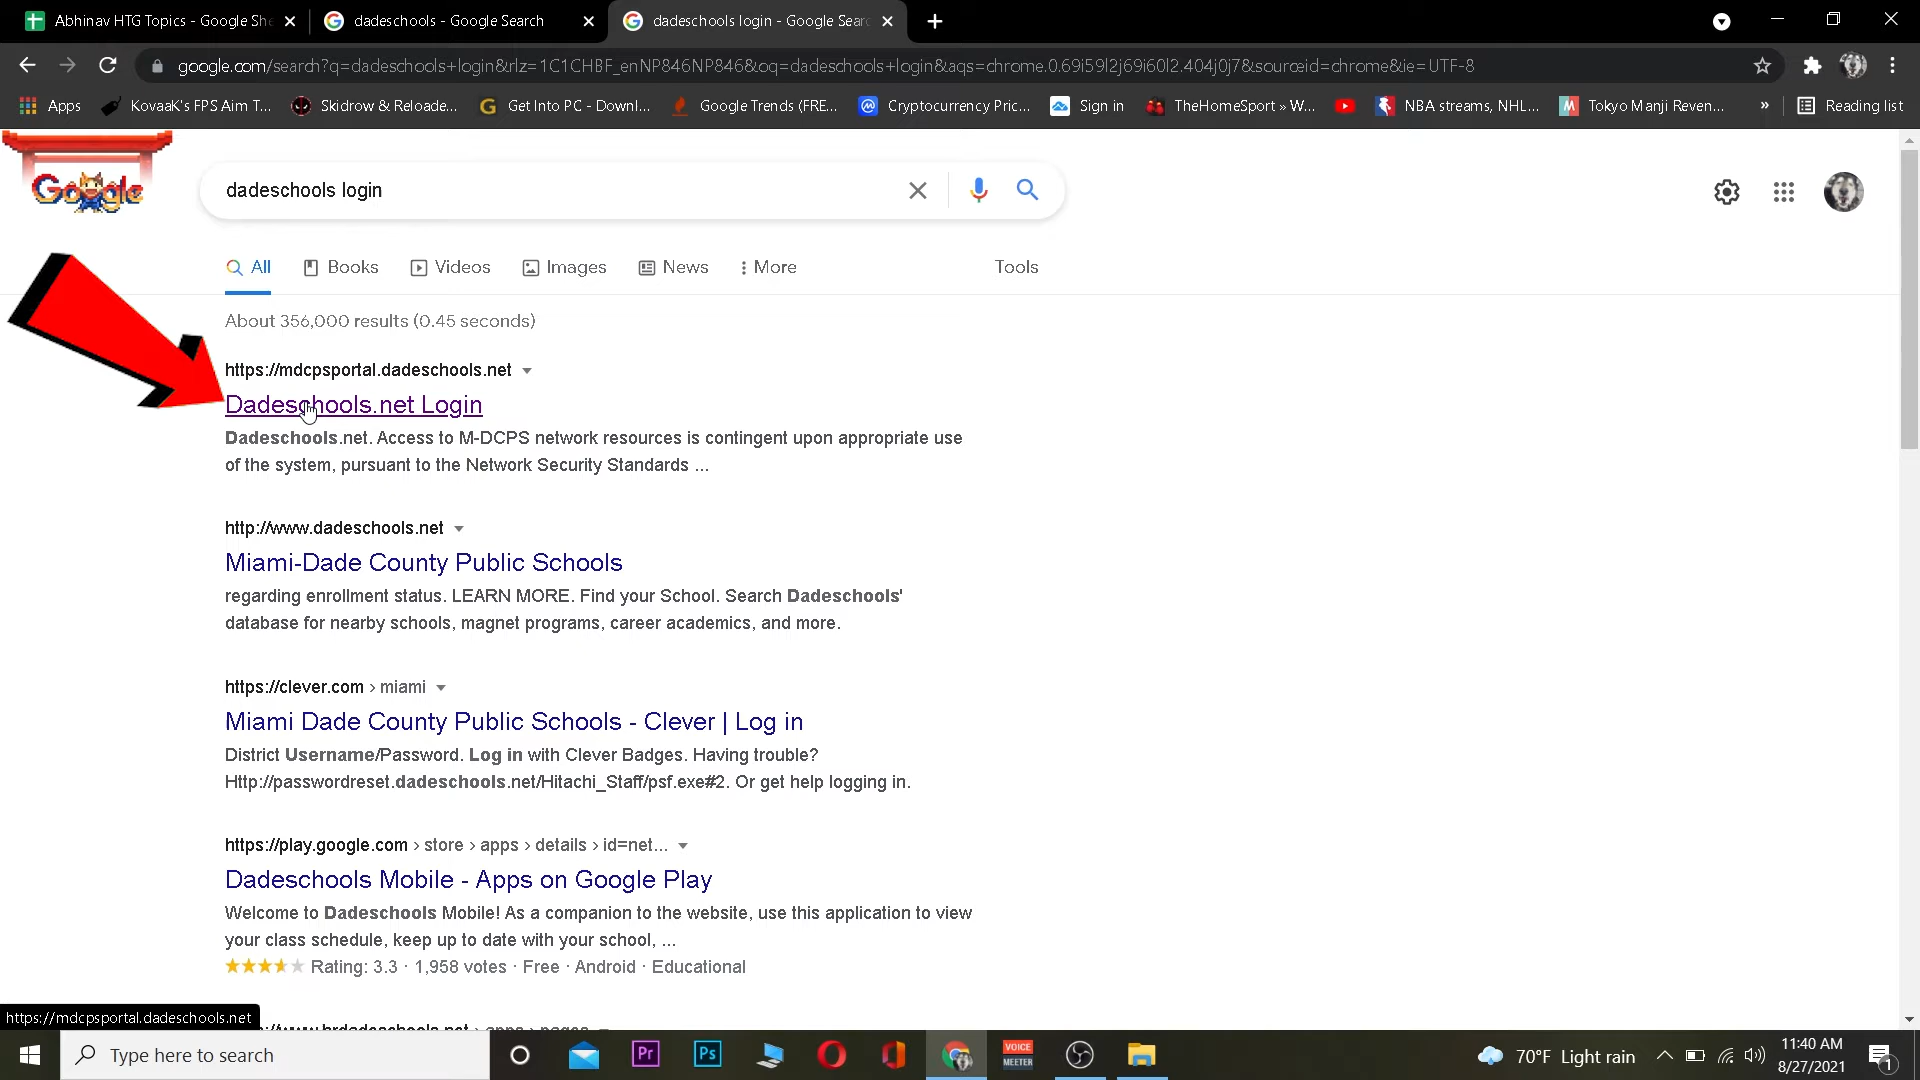 Abhinav HTG Topics - Google She
dadeschools - Google Search
dadeschools login - Google Searc
google.com/search?q=dadeschools+login&rlz=1C1CHBF_enNP846NP846&oq=dadeschools+login&aqs=chrome.0.69i59l2j69i60l2.404j0j7&sourceid=chrome&ie=UTF-8
Apps KovaaK's FPS Aim T... Skidrow & Reloade... Get Into PC - Downl... Google Trends (FRE... Cryptocurrency Pric... Sign in TheHomeSport » W... NBA streams, NHL... Tokyo Manji Reven... » Reading list
Google
dadeschools login
All Books Videos Images News More Tools
About 356,000 results (0.45 seconds)
https://mdcpsportal.dadeschools.net
Dadeschools.net Login
Dadeschools.net. Access to M-DCPS network resources is contingent upon appropriate use
of the system, pursuant to the Network Security Standards ...
http://www.dadeschools.net
Miami-Dade County Public Schools
regarding enrollment status. LEARN MORE. Find your School. Search Dadeschools'
database for nearby schools, magnet programs, career academics, and more.
https://clever.com › miami
Miami Dade County Public Schools - Clever | Log in
District Username/Password. Log in with Clever Badges. Having trouble?
Http://passwordreset.dadeschools.net/Hitachi_Staff/psf.exe#2. Or get help logging in.
https://play.google.com › store › apps › details › id=net...
Dadeschools Mobile - Apps on Google Play
Welcome to Dadeschools Mobile! As a companion to the website, use this application to view
your class schedule, keep up to date with your school, ...
Rating: 3.3 · 1,958 votes · Free · Android · Educational
https://mdcpsportal.dadeschools.net
Type here to search
Pr
Ps
VOICE
MEETER
70°F Light rain
11:40 AM
8/27/2021
1